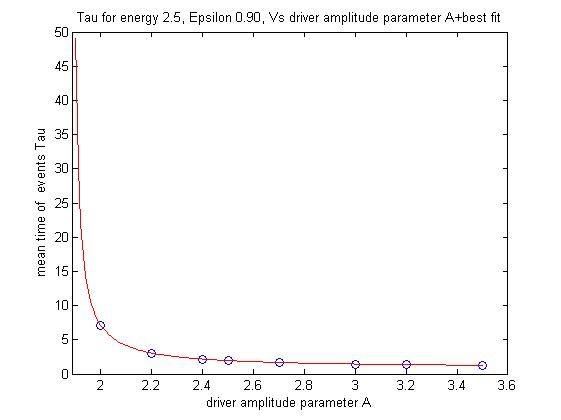 Tau for energy 2.5, Epsilon 0.90, Vs driver amplitude parameter A+best fit
50
45
40
35
30
25
20
15
10
5
0
mean time of events Tau
2 2.2 2.4 2.6 2.8 3 3.2 3.4 3.6
driver amplitude parameter A